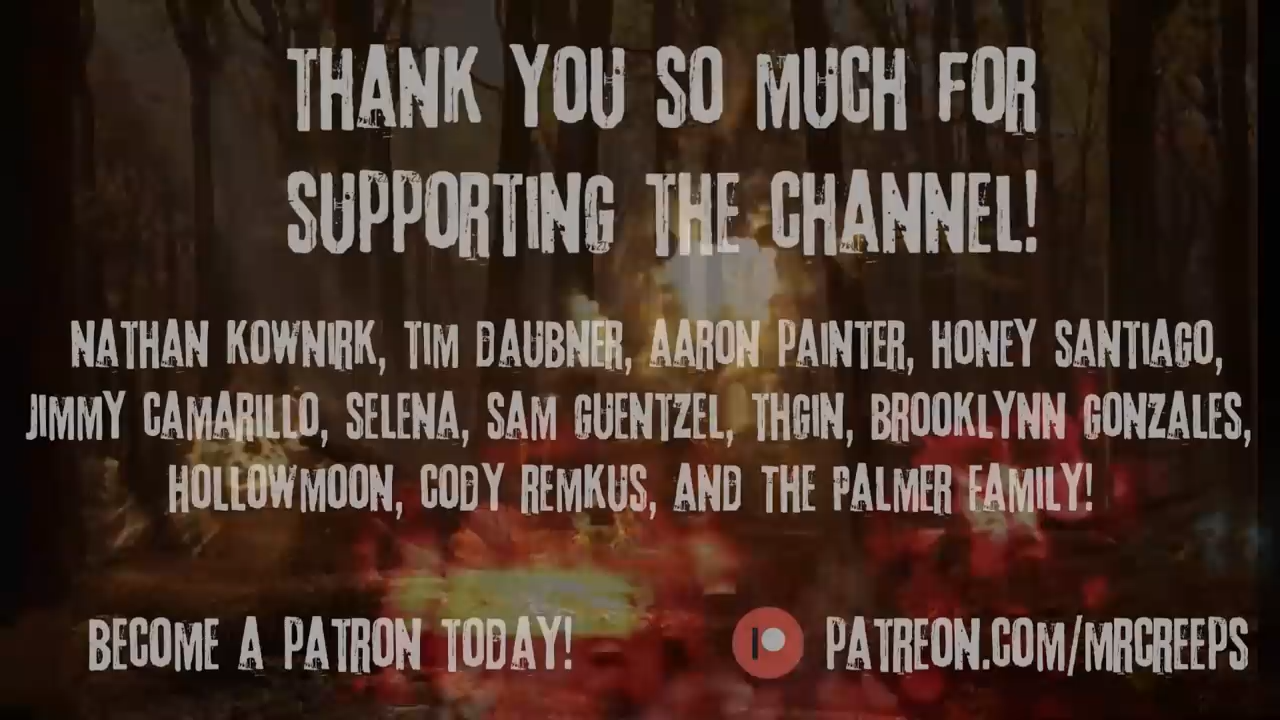 THANK YOU SO MUCH FOR
SUPPORTING THE CHANNEL!
NATHAN KOWNIRK, TIM DAUBNER, AARON PAINTER, HONEY SANTIAGO,
JIMMY CAMARILLO, SELENA, SAM GUENTZEL, THGIN, BROOKLYNN GONZALES,
HOLLOWMOON, CODY REMKUS, AND THE PALMER FAMILY!
BECOME A PATRON TODAY! PATREON.COM/MRCREEPS